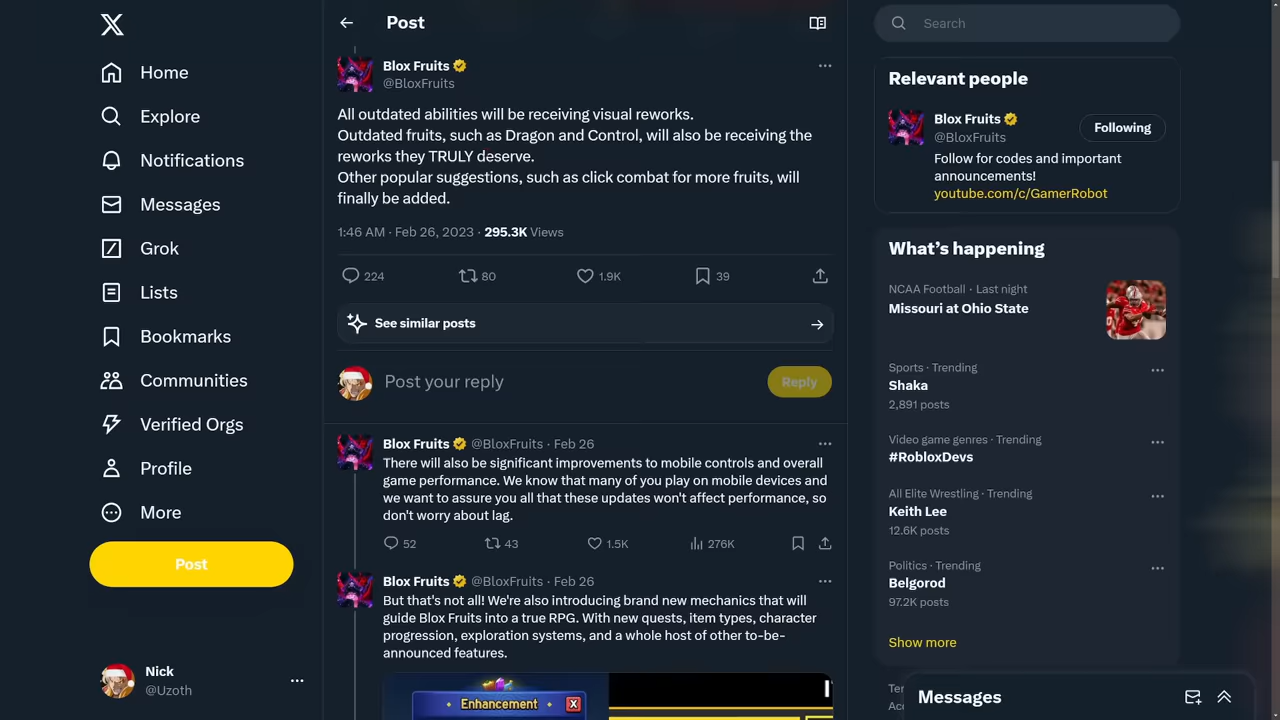 Home
Explore
Notifications
Messages
Grok
Lists
Bookmarks
Communities
Verified Orgs
Profile
More
Post
Nick
@Uzoth
Post
Blox Fruits
@BloxFruits
All outdated abilities will be receiving visual reworks.
Outdated fruits, such as Dragon and Control, will also be receiving the
reworks they TRULY deserve.
Other popular suggestions, such as click combat for more fruits, will
finally be added.
1:46 AM · Feb 26, 2023 · 295.3K Views
224 80 1.9K 39
See similar posts
Post your reply
Reply
Blox Fruits @BloxFruits · Feb 26
There will also be significant improvements to mobile controls and overall
game performance. We know that many of you play on mobile devices and
we want to assure you all that these updates won't affect performance, so
don't worry about lag.
52 43 1.5K 276K
Blox Fruits @BloxFruits · Feb 26
But that's not all! We're also introducing brand new mechanics that will
guide Blox Fruits into a true RPG. With new quests, item types, character
progression, exploration systems, and a whole host of other to-be-
announced features.
Enhancement
X
Search
Relevant people
Blox Fruits
@BloxFruits
Following
Follow for codes and important
announcements!
youtube.com/c/GamerRobot
What's happening
NCAA Football · Last night
Missouri at Ohio State
Sports · Trending
Shaka
2,891 posts
Video game genres · Trending
#RobloxDevs
All Elite Wrestling · Trending
Keith Lee
12.6K posts
Politics · Trending
Belgorod
97.2K posts
Show more
Messages